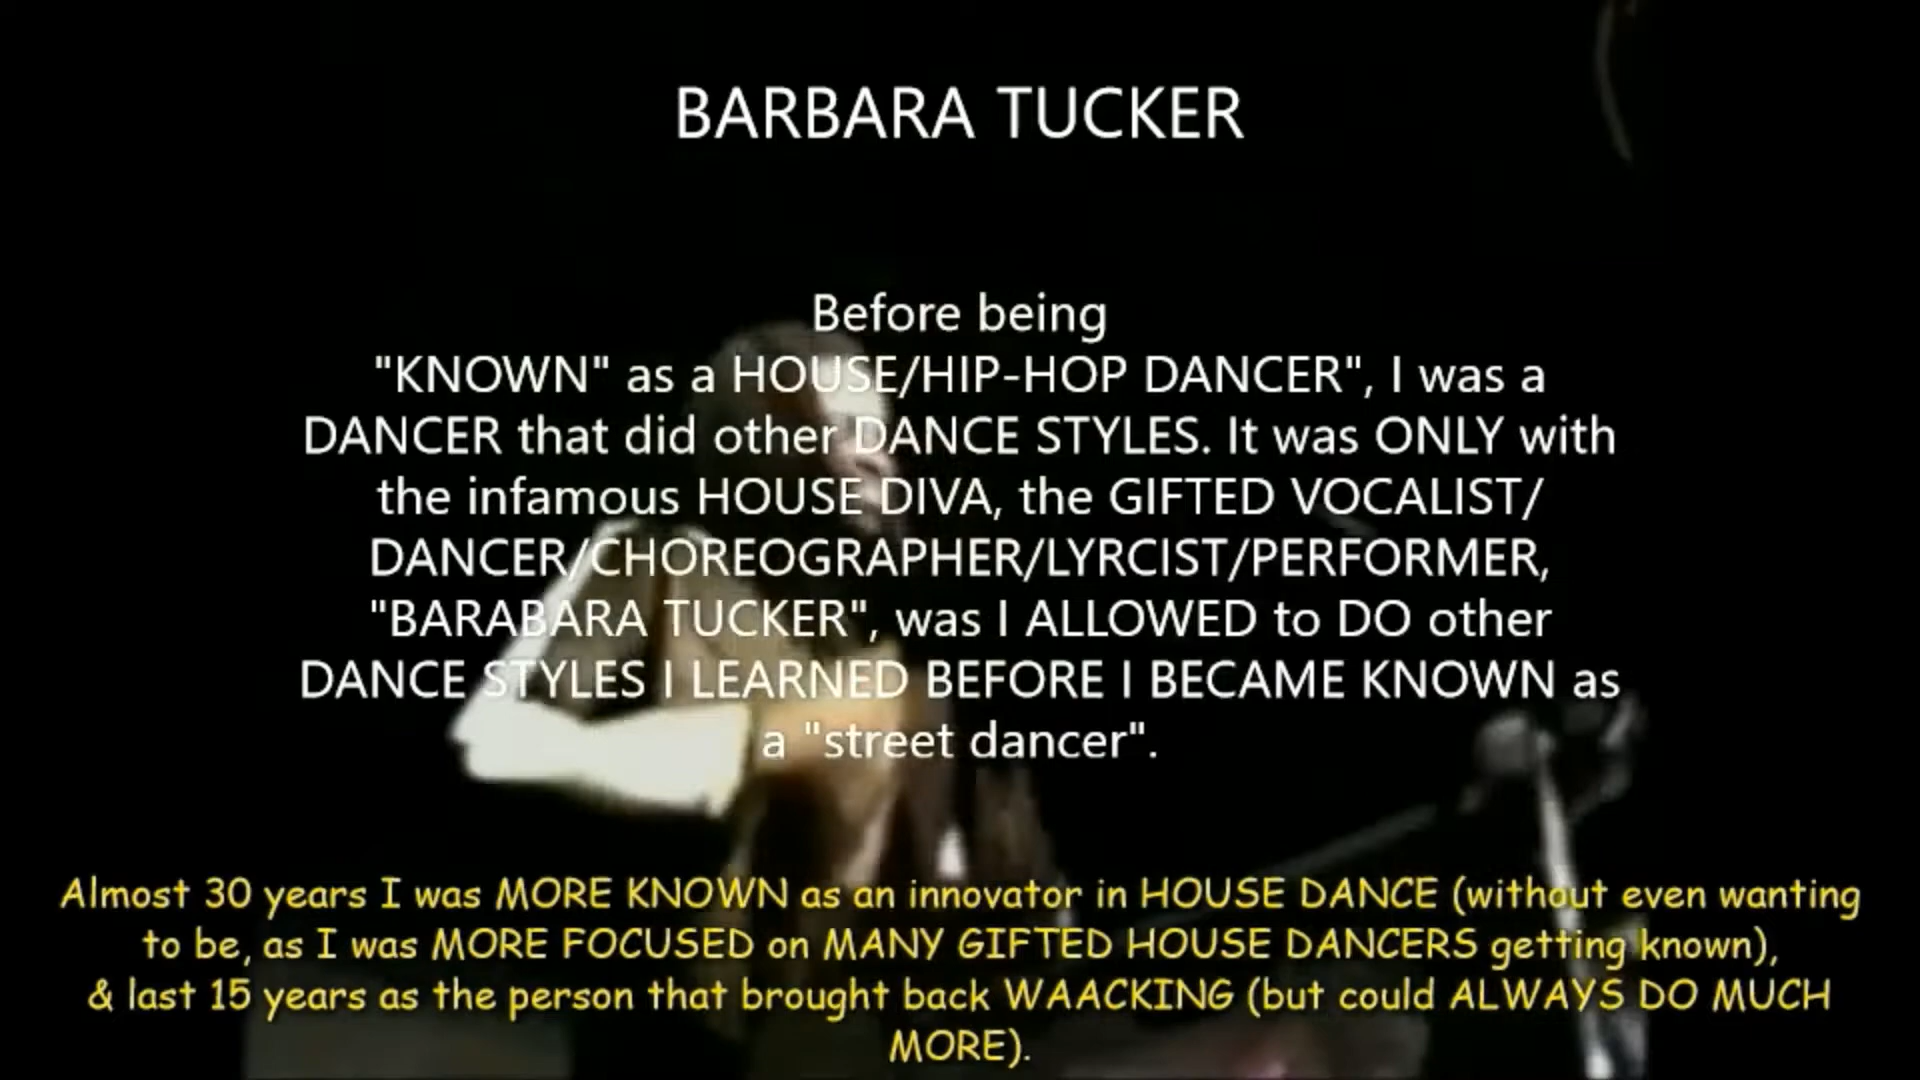 BARBARA TUCKER
Before being
"KNOWN" as a HOUSE/HIP-HOP DANCER", I was a
DANCER that did other DANCE STYLES. It was ONLY with
the infamous HOUSE DIVA, the GIFTED VOCALIST/
DANCER/CHOREOGRAPHER/LYRCIST/PERFORMER,
"BARABARA TUCKER", was I ALLOWED to DO other
DANCE STYLES I LEARNED BEFORE I BECAME KNOWN as
a "street dancer".
Almost 30 years I was MORE KNOWN as an innovator in HOUSE DANCE (without even wanting
to be, as I was MORE FOCUSED on MANY GIFTED HOUSE DANCERS getting known),
& last 15 years as the person that brought back WAACKING (but could ALWAYS DO MUCH
MORE).